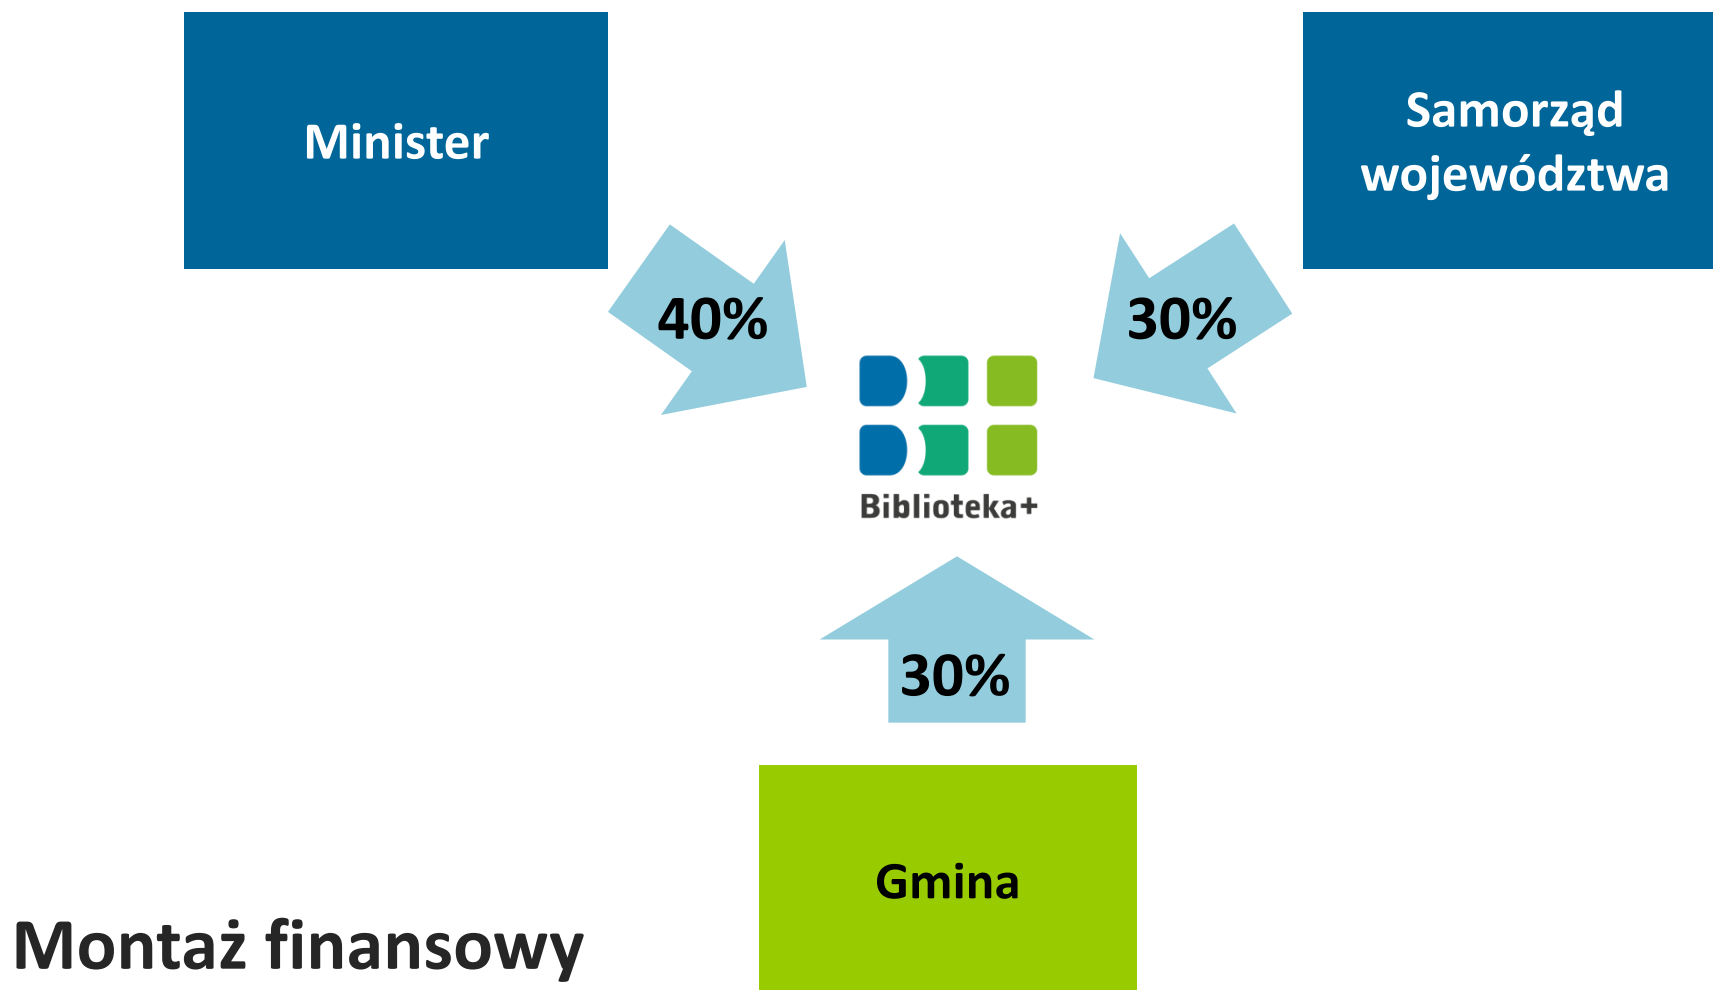 Minister
Samorząd
województwa
40%
30%
Biblioteka+
30%
Gmina
Montaż finansowy